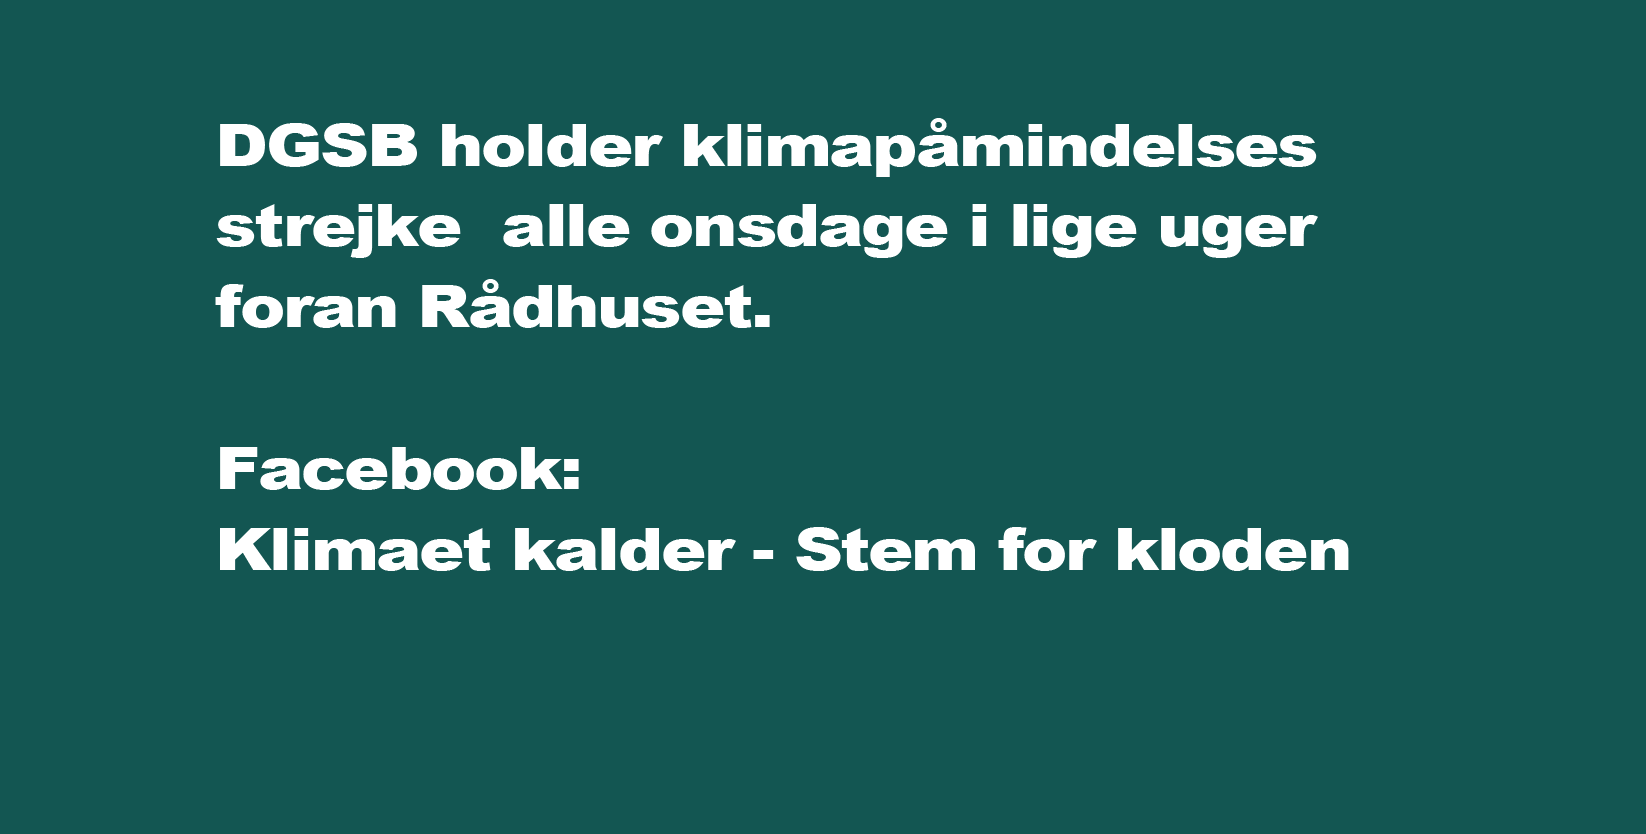 DGSB holder klimapåmindelses
strejke  alle onsdage i lige uger
foran Rådhuset.
Facebook:
Klimaet kalder - Stem for kloden